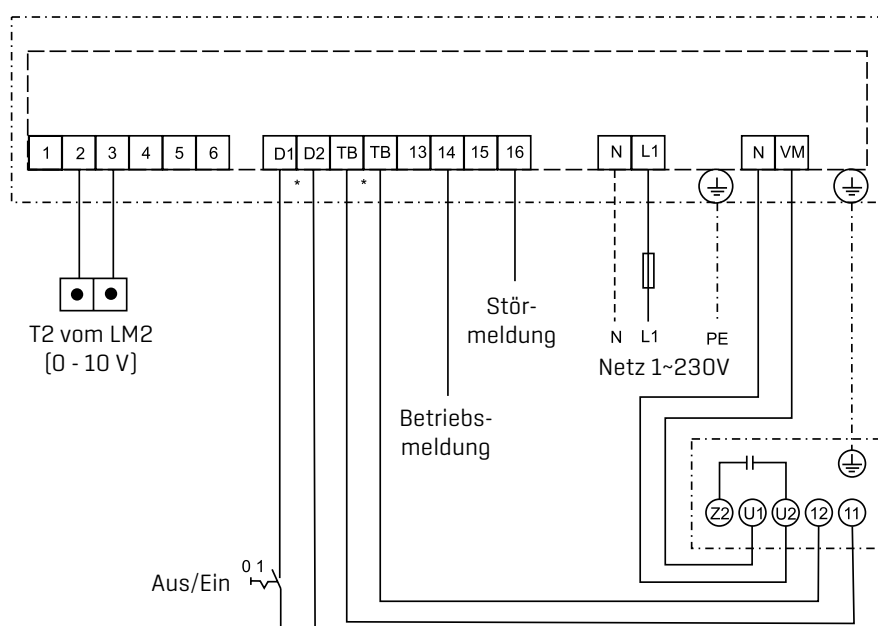 1 2 3 4 5 6 D1 D2 TB TB 13 14 15 16 N L1 N VM
* *
T2 vom LM2
(0 - 10 V)
Stör-
meldung
N L1 PE
Netz 1~230V
Betriebs-
meldung
Z2 U1 U2 12 11
0 1
Aus/Ein